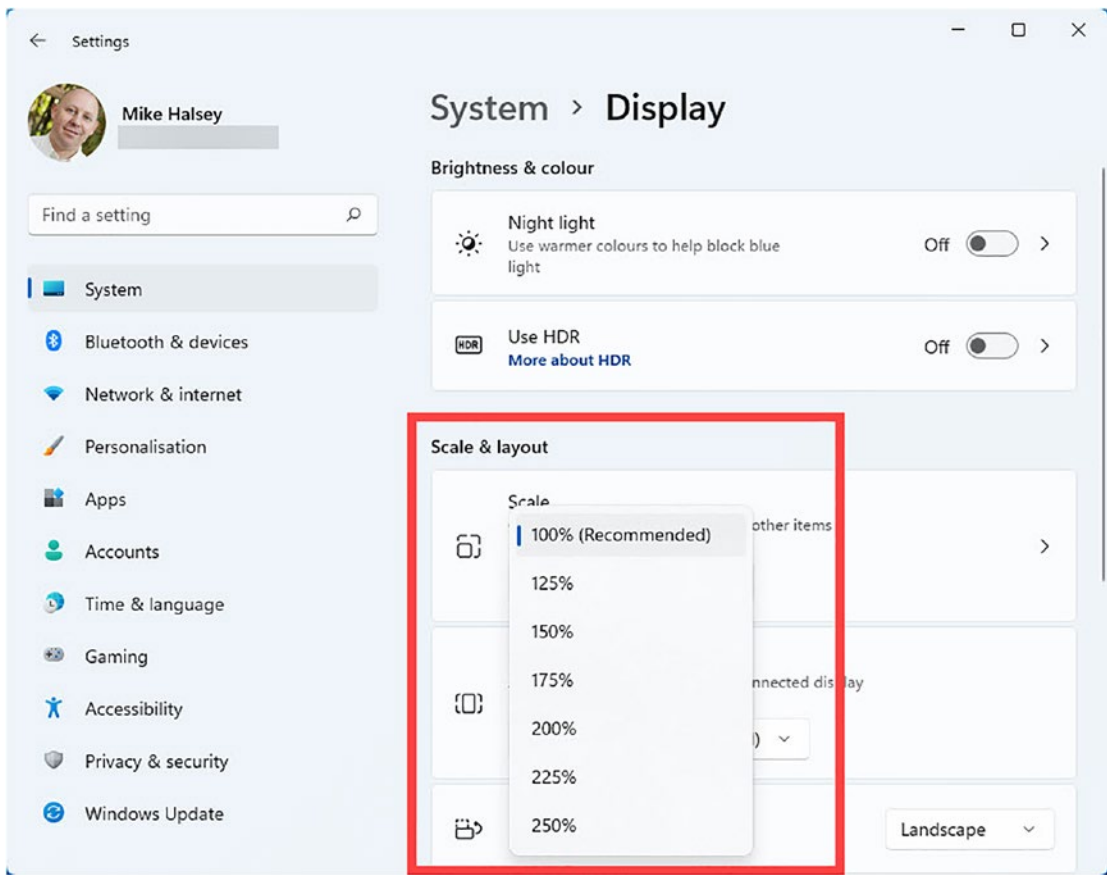 Settings
Mike Halsey
Find a setting
System
Bluetooth & devices
Network & internet
Personalisation
Apps
Accounts
Time & language
Gaming
Accessibility
Privacy & security
Windows Update
System > Display
Brightness & colour
Night light
Use warmer colours to help block blue
light
Off
HDR
Use HDR
More about HDR
Off
Scale & layout
Scale
other items
100% (Recommended)
125%
150%
175%
200%
225%
250%
display
Landscape